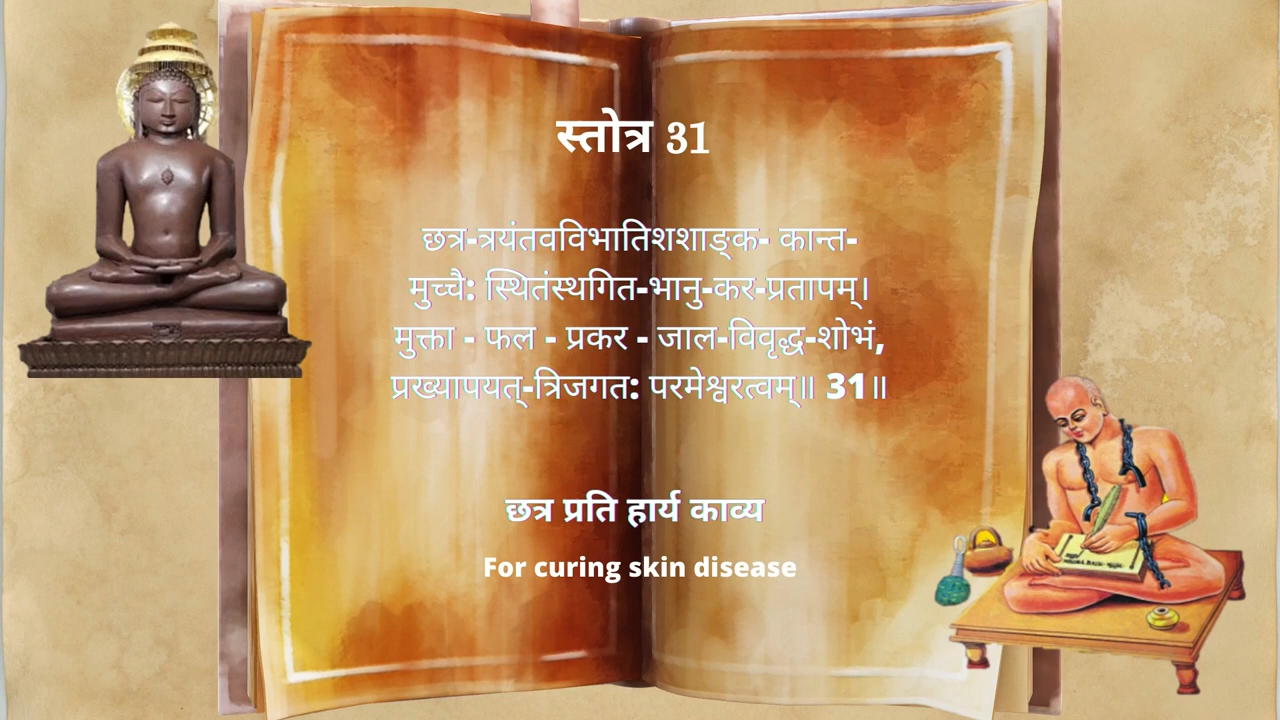 स्तोत्र 31
छत्र-त्रयंतवविभातिशशाङ्क- कान्त-
मुच्चै: स्थितंस्थगित-भानु-कर-प्रतापम्।
मुक्ता - फल - प्रकर - जाल-विवृद्ध-शोभं,
प्रख्यापयत्-त्रिजगत: परमेश्वरत्वम्॥ 31॥
छत्र प्रति हार्य काव्य
For curing skin disease